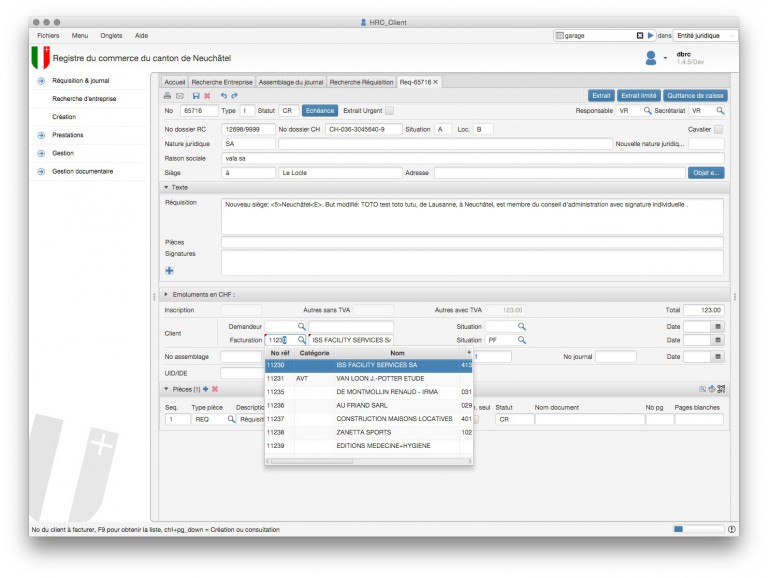 HRC_Client
Fichiers Menu Onglets Aide garage dans Entité juridique
Registre du commerce du canton de Neuchâtel
dbrc
1.4.5/Dev
Réquisition & journal
Recherche d'entreprise
Création
Prestations
Gestion
Gestion documentaire
Accueil Recherche Entreprise Assemblage du journal Recherche Réquisition Req-65716
Extrait Extrait limité Quittance de caisse
No 65716 Type I Statut CR Echéance Extrait Urgent Responsable VR Secrétariat VR
No dossier RC 12698/9999 No dossier CH CH-036-3045640-9 Situation A Loc. B Cavalier
Nature juridique SA Nouvelle nature juridiq...
Raison sociale vala sa
Siège à Le Locle Adresse Objet e...
Texte
Réquisition Nouveau siège: <5>Neuchâtel<E>. But modifié: TOTO test toto tutu, de Lausanne, à Neuchâtel, est membre du conseil d'administration avec signature individuelle .
Pièces
Signatures
Emoluments en CHF :
Inscription Autres sans TVA Autres avec TVA 123.00 Total 123.00
Client
Demandeur Situation Date
Facturation 11230 ISS FACILITY SERVICES SA Situation PF Date
No assemblage 1 No journal Date
UID/IDE
No réf Catégorie Nom
11230 ISS FACILITY SERVICES SA 413
11231 AVT VAN LOON J.-POTTER ETUDE
11235 DE MONTMOLLIN RENAUD - IRMA 031
11236 AU FRIAND SARL 029
11237 CONSTRUCTION MAISONS LOCATIVES 401
11238 ZANETTA SPORTS 102
11239 EDITIONS MEDECINE+HYGIENE
Pièces (1)
Seq. Type pièce Descriptio seul Statut Nom document Nb pg Pages blanches
1 REQ Réquisit CR
No du client à facturer, F9 pour obtenir la liste, ctrl+pg_down = Création ou consultation